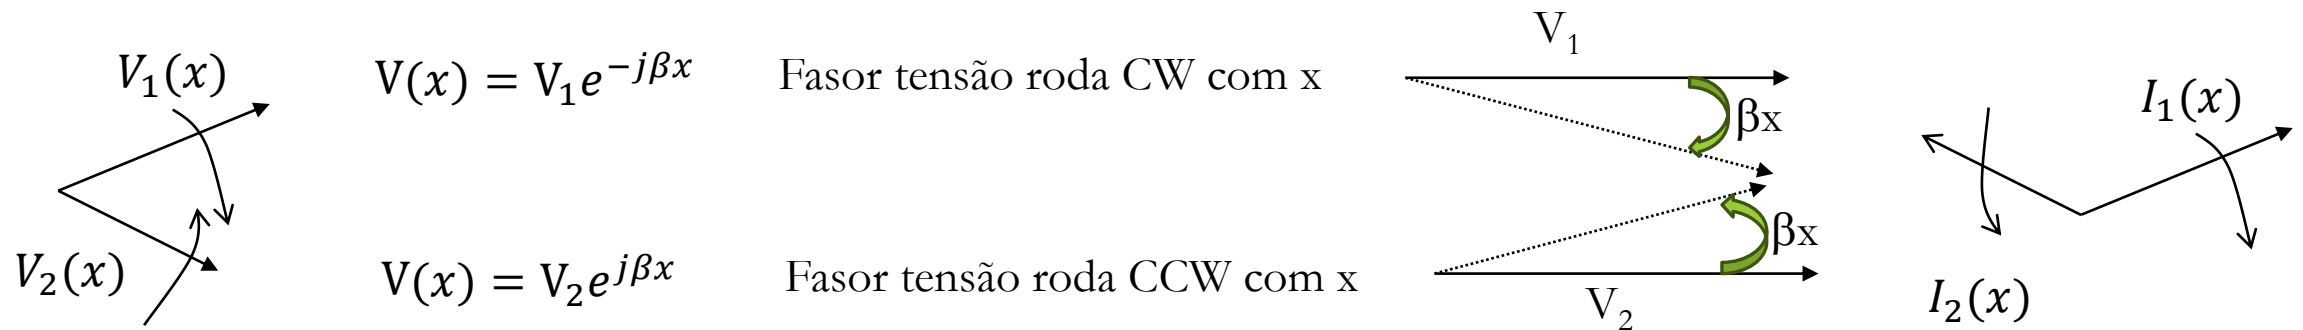 V₁(x)
V(x) = V₁e^{−jβx}
Fasor tensão roda CW com x
V₁
βx
I₁(x)
V₂(x)
V(x) = V₂e^{jβx}
Fasor tensão roda CCW com x
βx
V₂
I₂(x)